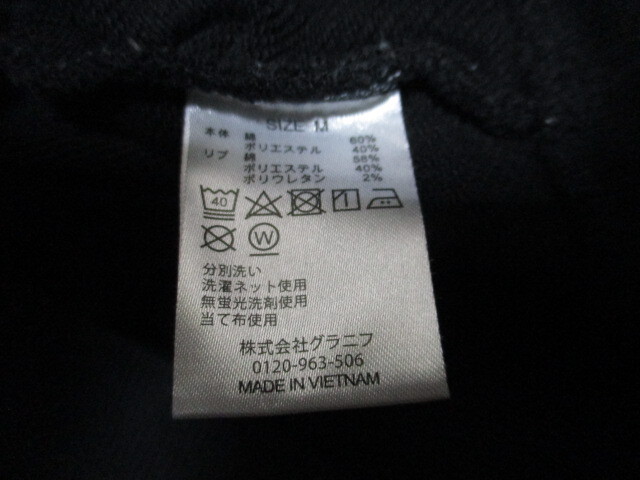 SIZE M
本体 綿 60%
ポリエステル 40%
リブ 綿 58%
ポリエステル 40%
ポリウレタン 2%
40
W
分別洗い
洗濯ネット使用
無蛍光洗剤使用
当て布使用
株式会社グラニフ
0120-963-506
MADE IN VIETNAM